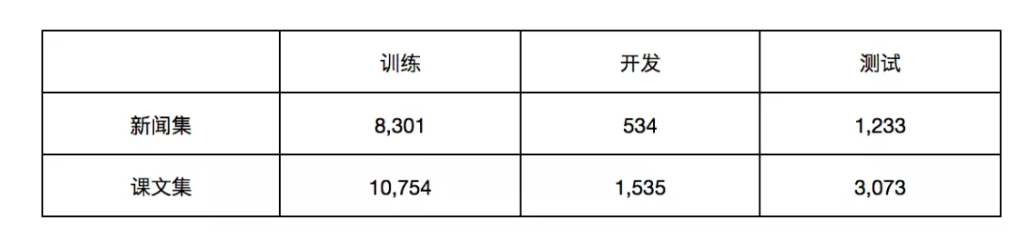 训练 开发 测试
新闻集 8,301 534 1,233
课文集 10,754 1,535 3,073